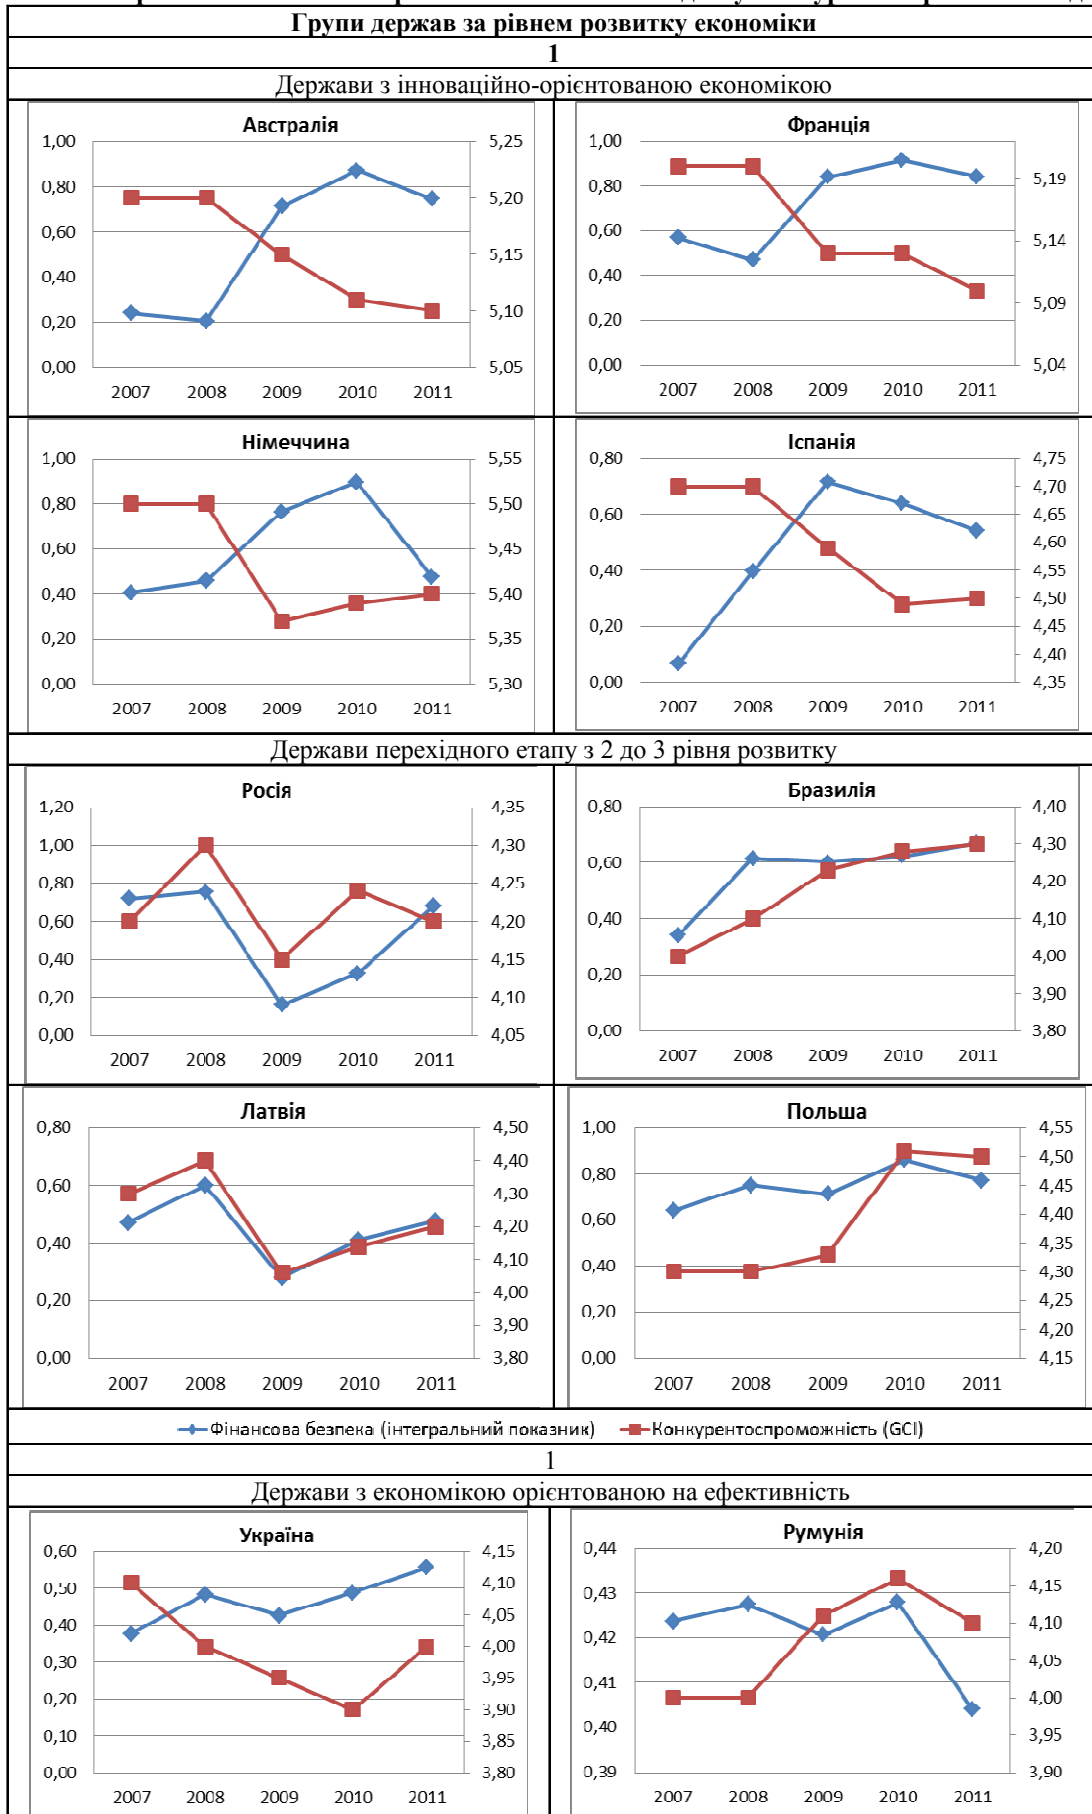 Групи держав за рівнем розвитку економіки
1
Держави з інноваційно-орієнтованою економікою
Австралія
1,00 0,80 0,60 0,40 0,20 0,00
5,25 5,20 5,15 5,10 5,05
2007 2008 2009 2010 2011
Франція
1,00 0,80 0,60 0,40 0,20 0,00
5,19 5,14 5,09 5,04
2007 2008 2009 2010 2011
Німеччина
1,00 0,80 0,60 0,40 0,20 0,00
5,55 5,50 5,45 5,40 5,35 5,30
2007 2008 2009 2010 2011
Іспанія
0,80 0,60 0,40 0,20 0,00
4,75 4,70 4,65 4,60 4,55 4,50 4,45 4,40 4,35
2007 2008 2009 2010 2011
Держави перехідного етапу з 2 до 3 рівня розвитку
Росія
1,20 1,00 0,80 0,60 0,40 0,20 0,00
4,35 4,30 4,25 4,20 4,15 4,10 4,05
2007 2008 2009 2010 2011
Бразилія
0,80 0,60 0,40 0,20 0,00
4,40 4,30 4,20 4,10 4,00 3,90 3,80
2007 2008 2009 2010 2011
Латвія
0,80 0,60 0,40 0,20 0,00
4,50 4,40 4,30 4,20 4,10 4,00 3,90 3,80
2007 2008 2009 2010 2011
Польша
1,00 0,80 0,60 0,40 0,20 0,00
4,55 4,50 4,45 4,40 4,35 4,30 4,25 4,20 4,15
2007 2008 2009 2010 2011
Фінансова безпека (інтегральний показник) Конкурентоспроможність (GCI)
1
Держави з економікою орієнтованою на ефективність
Україна
0,60 0,50 0,40 0,30 0,20 0,10 0,00
4,15 4,10 4,05 4,00 3,95 3,90 3,85 3,80
2007 2008 2009 2010 2011
Румунія
0,44 0,43 0,42 0,41 0,40 0,39
4,20 4,15 4,10 4,05 4,00 3,95 3,90
2007 2008 2009 2010 2011